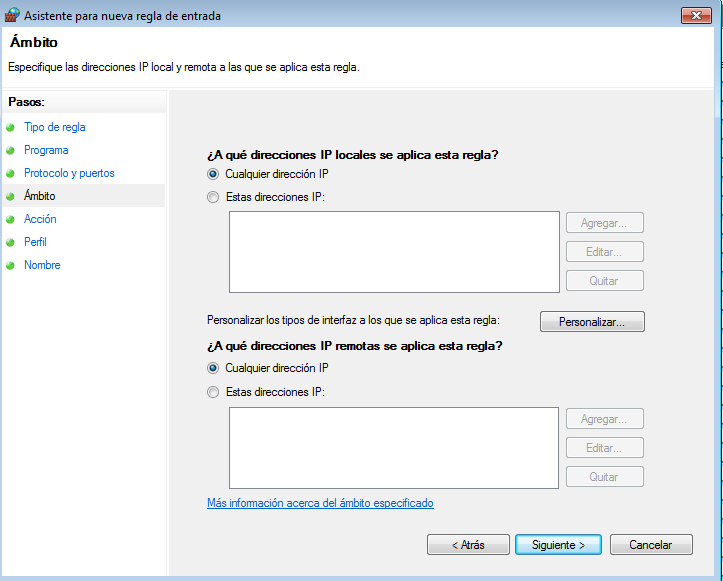 Asistente para nueva regla de entrada
Ámbito
Especifique las direcciones IP local y remota a las que se aplica esta regla.
Pasos:
Tipo de regla
Programa
Protocolo y puertos
Ámbito
Acción
Perfil
Nombre
¿A qué direcciones IP locales se aplica esta regla?
Cualquier dirección IP
Estas direcciones IP:
Agregar...
Editar...
Quitar
Personalizar los tipos de interfaz a los que se aplica esta regla:
Personalizar...
¿A qué direcciones IP remotas se aplica esta regla?
Cualquier dirección IP
Estas direcciones IP:
Agregar...
Editar...
Quitar
Más información acerca del ámbito especificado
< Atrás
Siguiente >
Cancelar